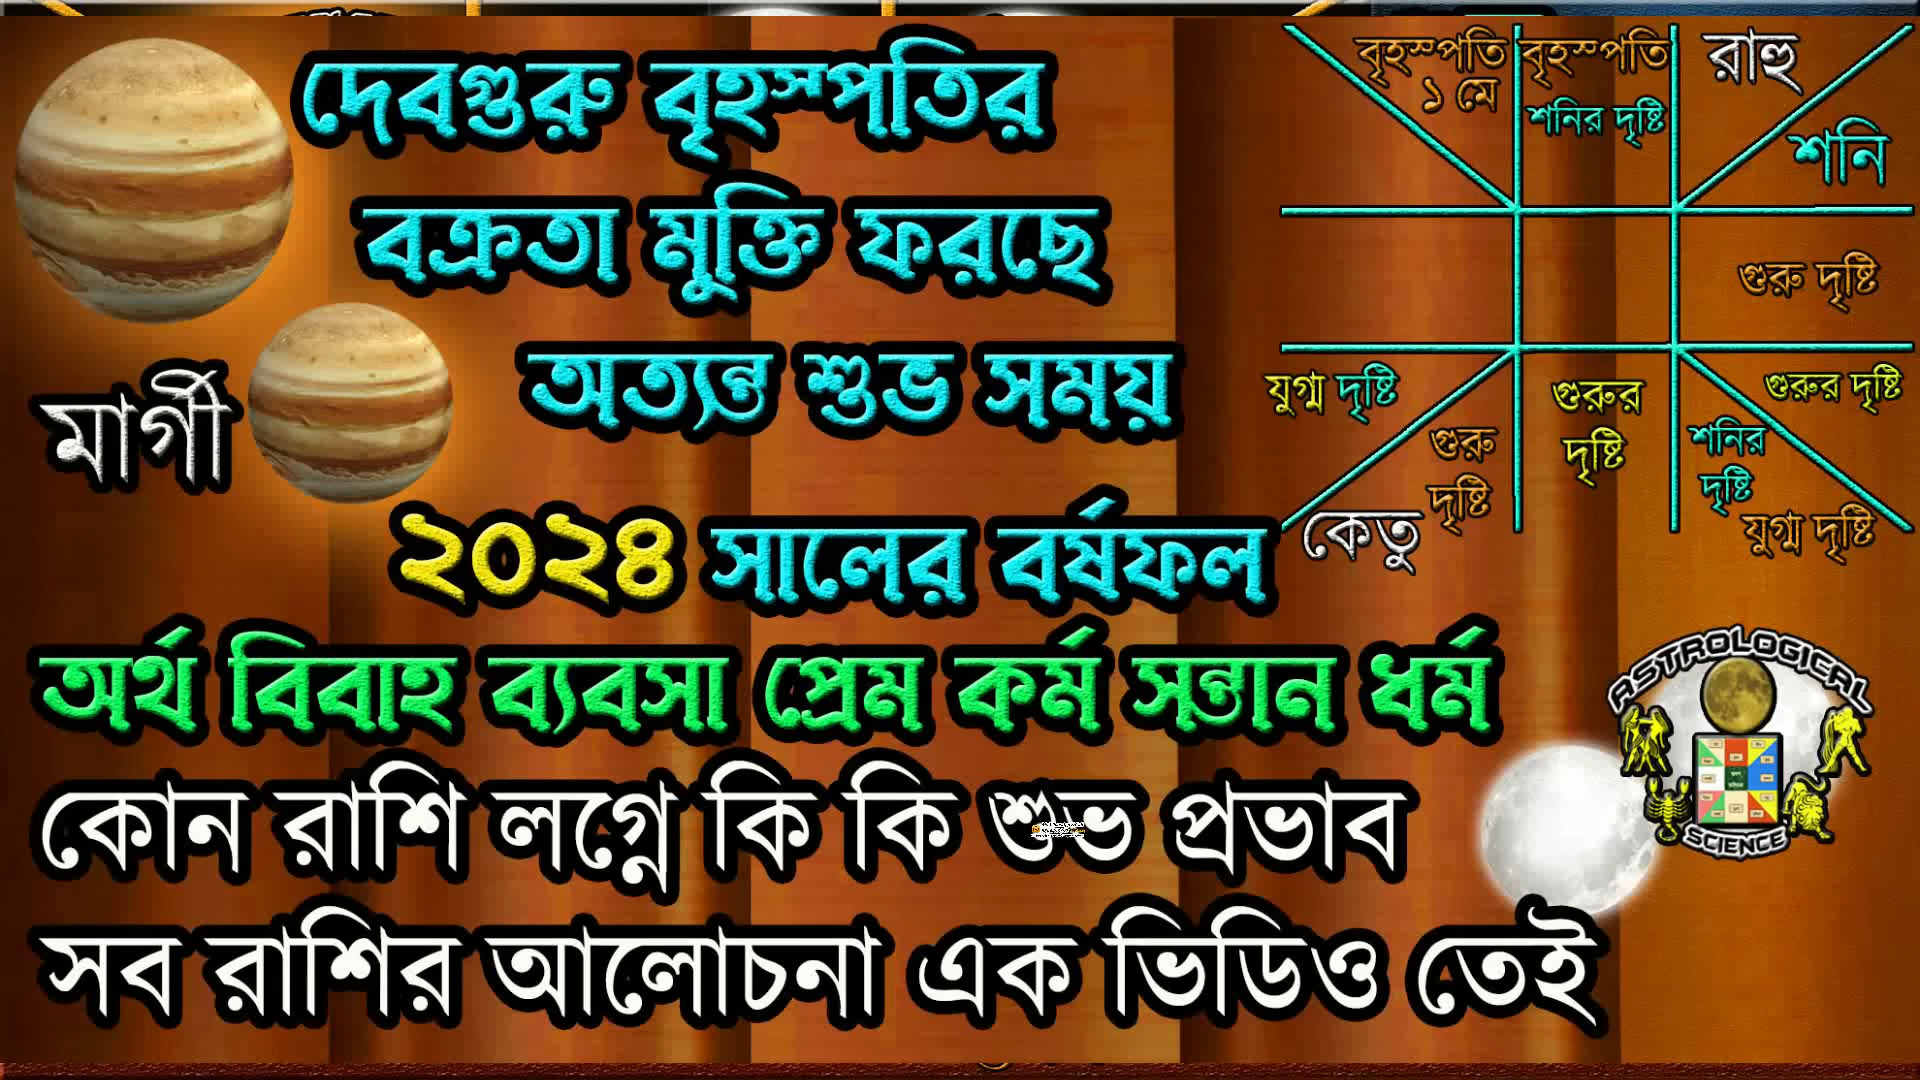 দেবগুরু বৃহস্পতির
বক্রতা মুক্তি ফরছে
মার্গী
অত্যন্ত শুভ সময়
২০২৪ সালের বর্ষফল
অর্থ বিবাহ ব্যবসা প্রেম কর্ম সন্তান ধর্ম
কোন রাশি লগ্নে কি কি শুভ প্রভাব
সব রাশির আলোচনা এক ভিডিও তেই
বৃহস্পতি
১ মে
বৃহস্পতি
শনির দৃষ্টি
রাহু
শনি
গুরু দৃষ্টি
যুগ্ম দৃষ্টি
গুরু
দৃষ্টি
কেতু
গুরুর
দৃষ্টি
গুরুর দৃষ্টি
শনির
দৃষ্টি
যুগ্ম দৃষ্টি
ASTROLOGICAL
SCIENCE